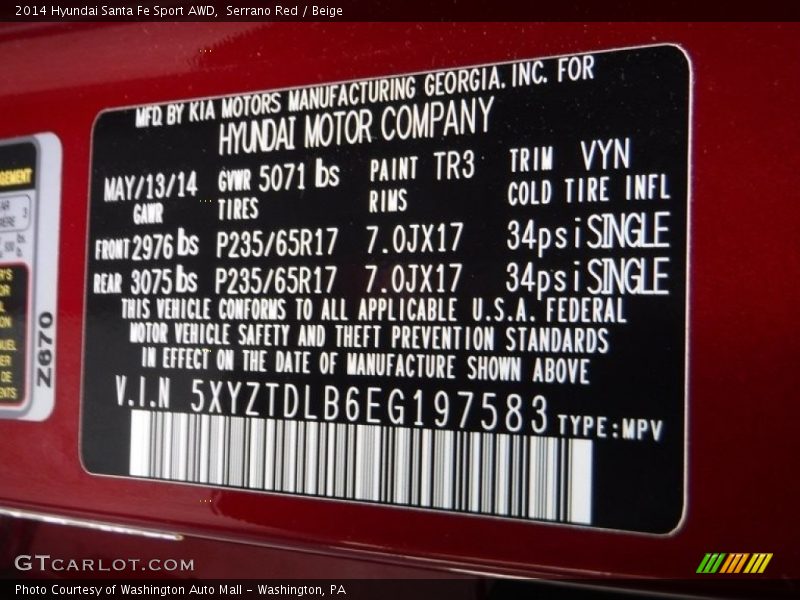 2014 Hyundai Santa Fe Sport AWD,  Serrano Red / Beige
MFD. BY KIA MOTORS MANUFACTURING GEORGIA. INC. FOR
HYUNDAI MOTOR COMPANY
MAY/13/14 GVWR 5071 lbs PAINT TR3 TRIM VYN
GAWR TIRES RIMS COLD TIRE INFL
FRONT 2976 lbs P235/65R17 7.0JX17 34psi SINGLE
REAR 3075 lbs P235/65R17 7.0JX17 34psi SINGLE
THIS VEHICLE CONFORMS TO ALL APPLICABLE U.S.A. FEDERAL
MOTOR VEHICLE SAFETY AND THEFT PREVENTION STANDARDS
IN EFFECT ON THE DATE OF MANUFACTURE SHOWN ABOVE
V.I.N 5XYZTDLB6EG197583 TYPE:MPV
Z670
GTCARLOT.COM
Photo Courtesy of Washington Auto Mall - Washington, PA